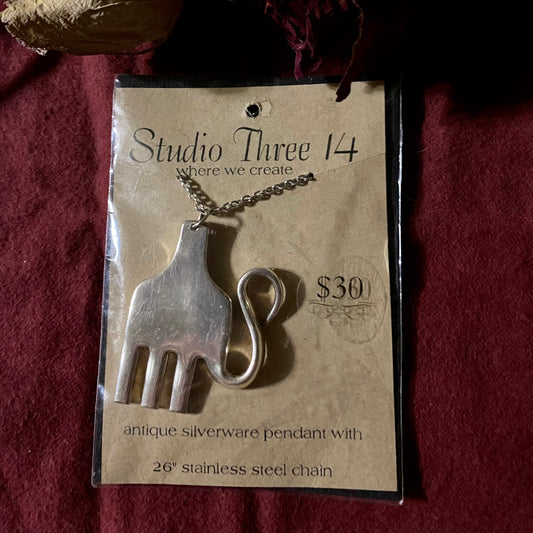 Studio Three 14
where we create
$30
antique silverware pendant with
26" stainless steel chain